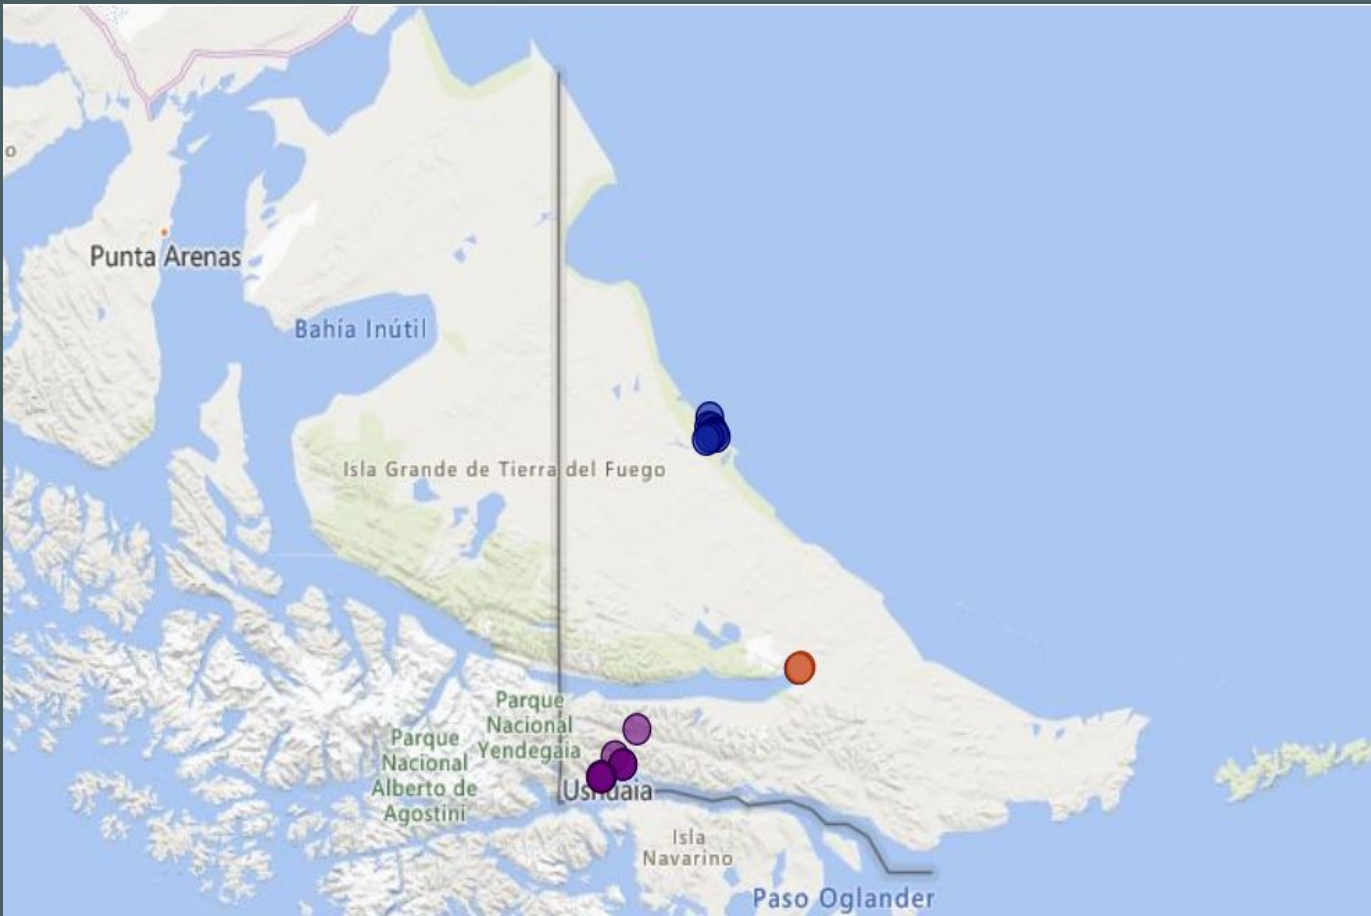 o
Punta Arenas
Bahía Inútil
Isla Grande de Tierra del Fuego
Parque
Nacional
Yendegaia
Parque
Nacional
Alberto de
Agostini
Ushuaia
Isla
Navarino
Paso Oglander